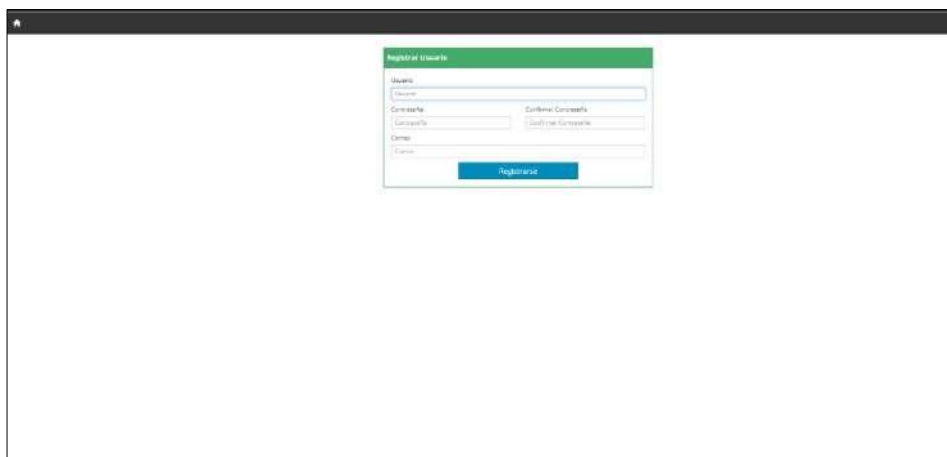 Registrar Usuario
Usuario
Usuario
Contraseña Confirmar Contraseña
Contraseña Confirmar Contraseña
Correo
Correo
Registrarse